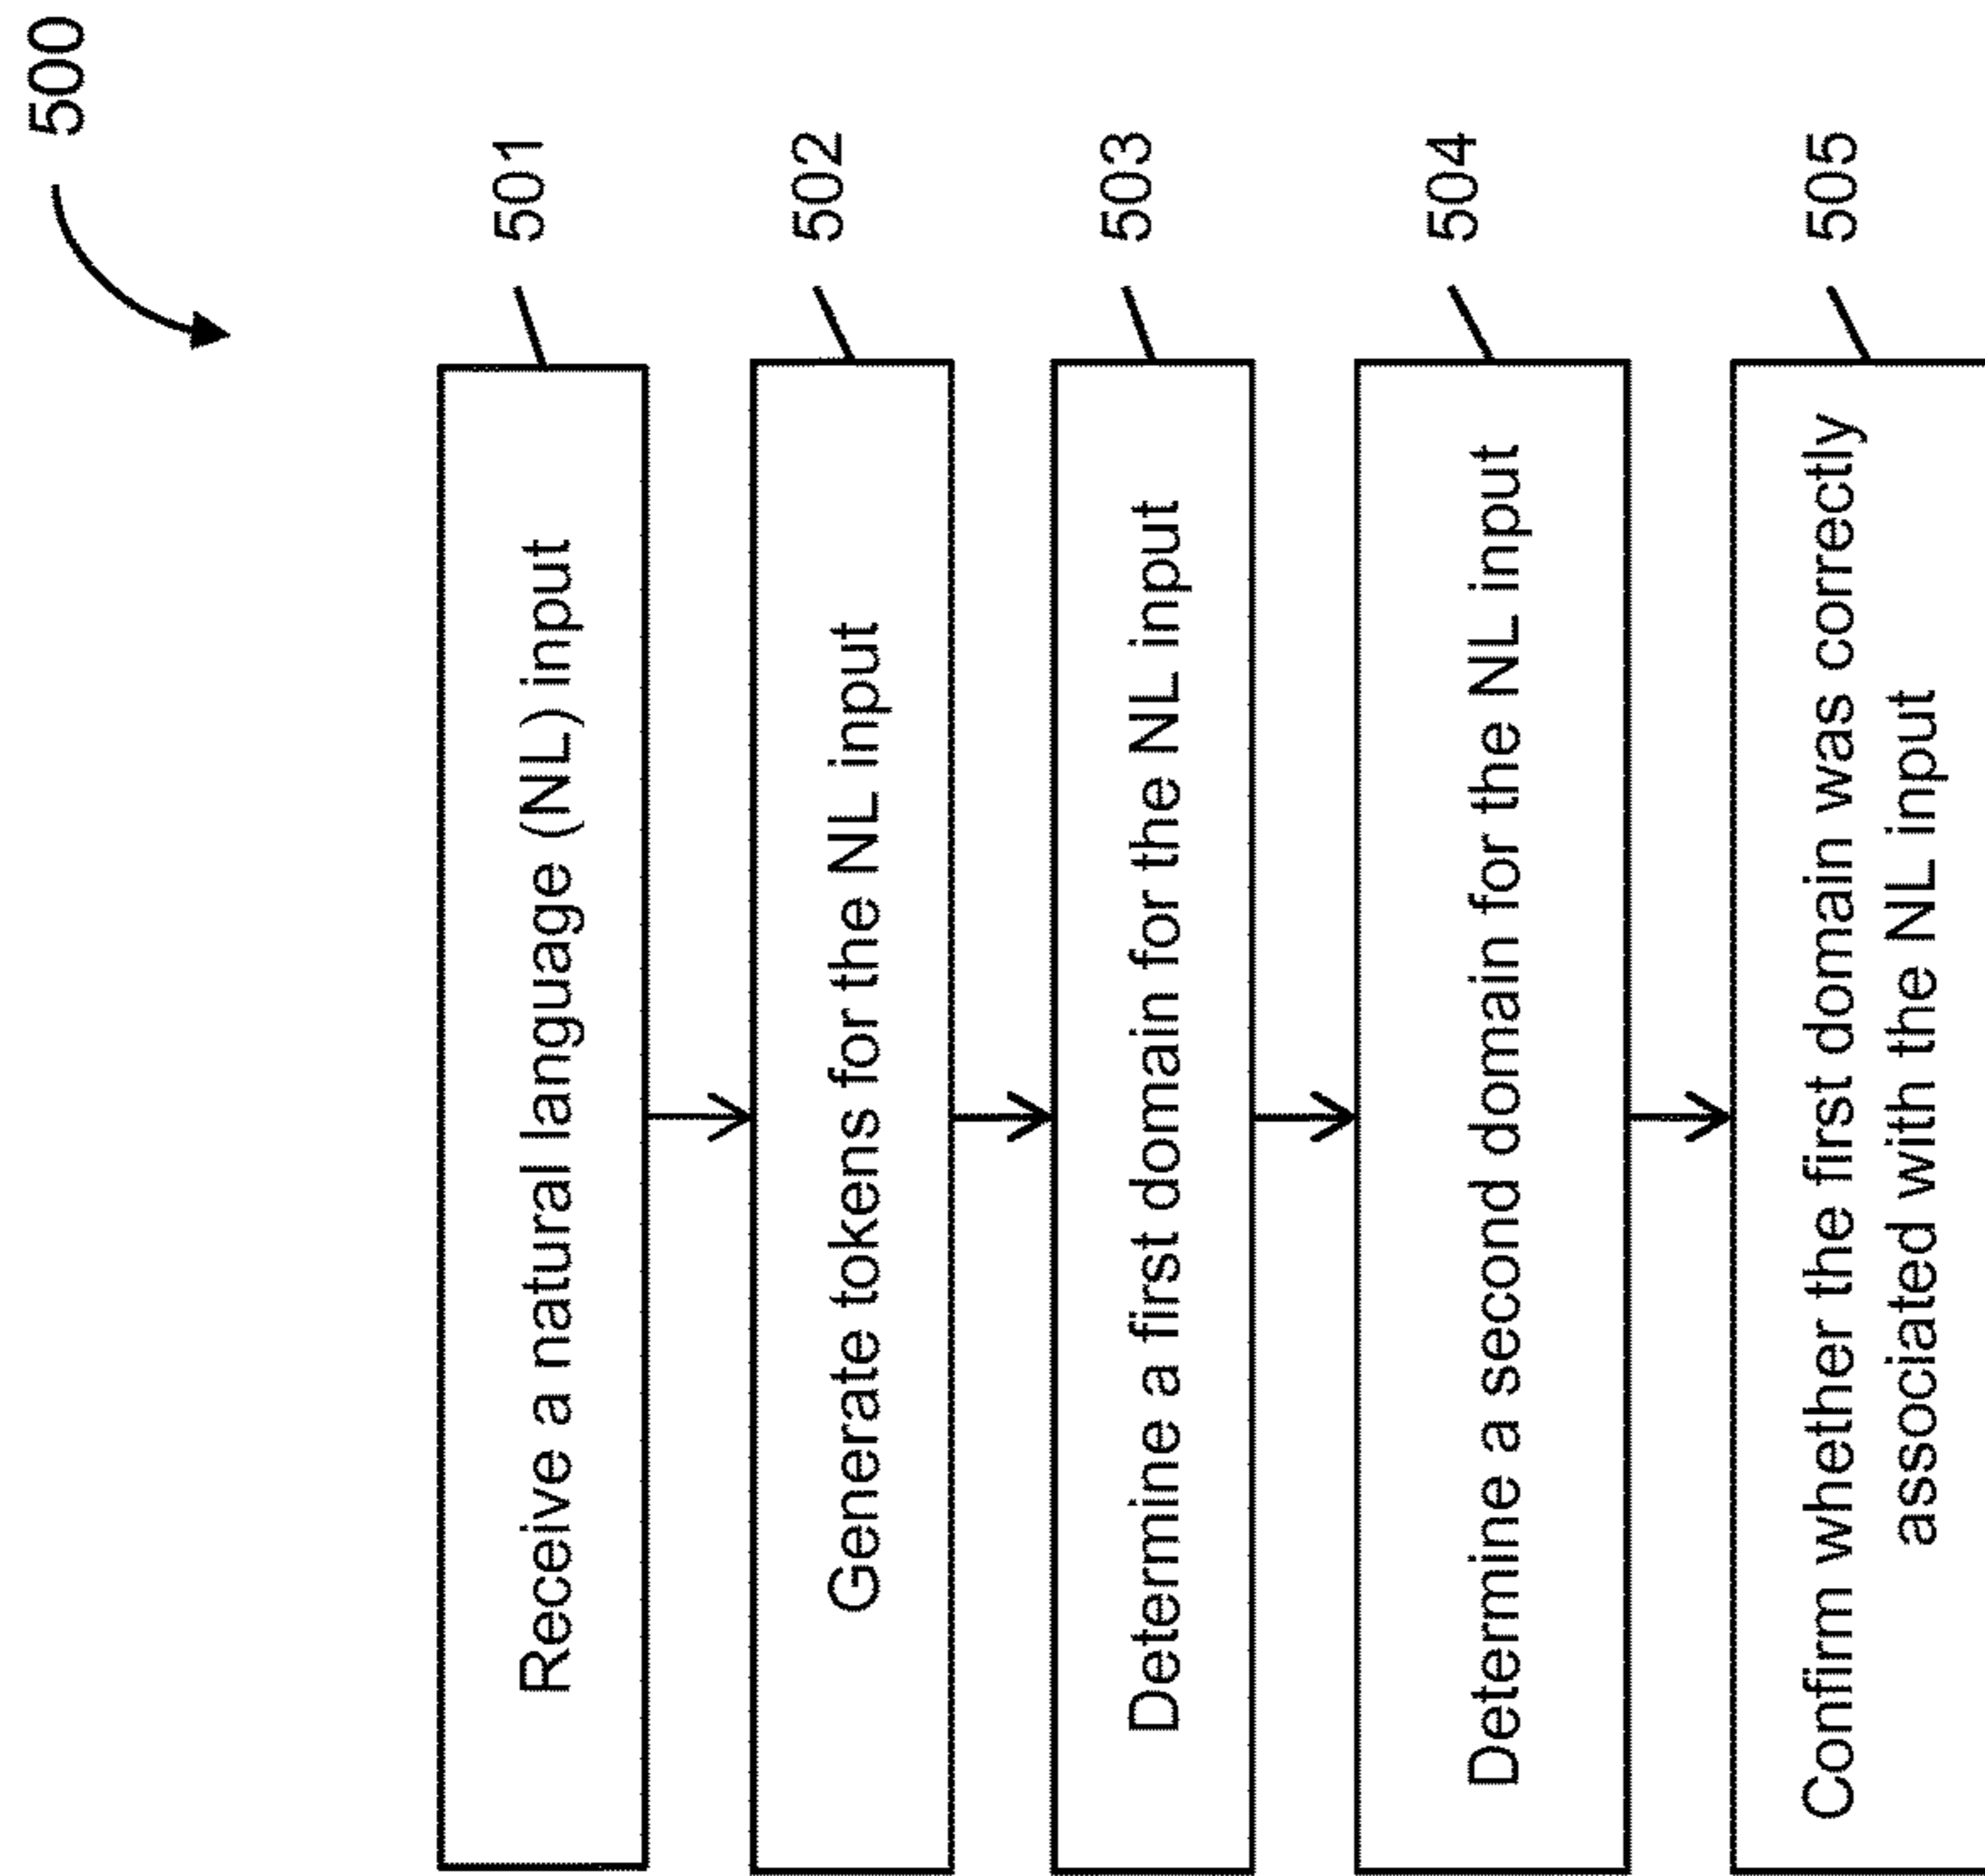 500
Receive a natural language (NL) input
501
Generate tokens for the NL input
502
Determine a first domain for the NL input
503
Determine a second domain for the NL input
504
Confirm whether the first domain was correctly
associated with the NL input
505